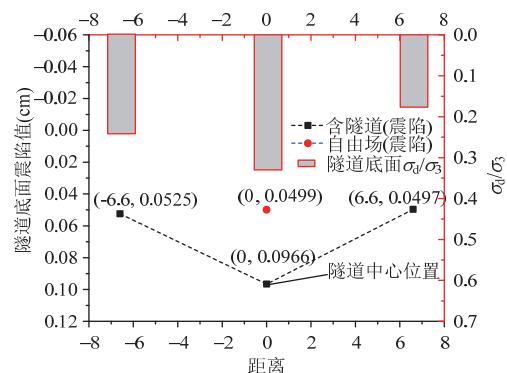 −8 −6 −4 −2 0 2 4 6 8
−0.06 0.0
−0.04 0.1
−0.02 0.2
0.00 0.3
0.02 0.4
0.04 0.5
0.06 0.6
0.08 0.7
0.10
0.12
隧道底面震陷值(cm)
σd/σ3
含隧道(震陷)
自由场(震陷)
隧道底面σd/σ3
(-6.6, 0.0525)
(0, 0.0499)
(6.6, 0.0497)
(0, 0.0966)
隧道中心位置
−8 −6 −4 −2 0 2 4 6 8
距离